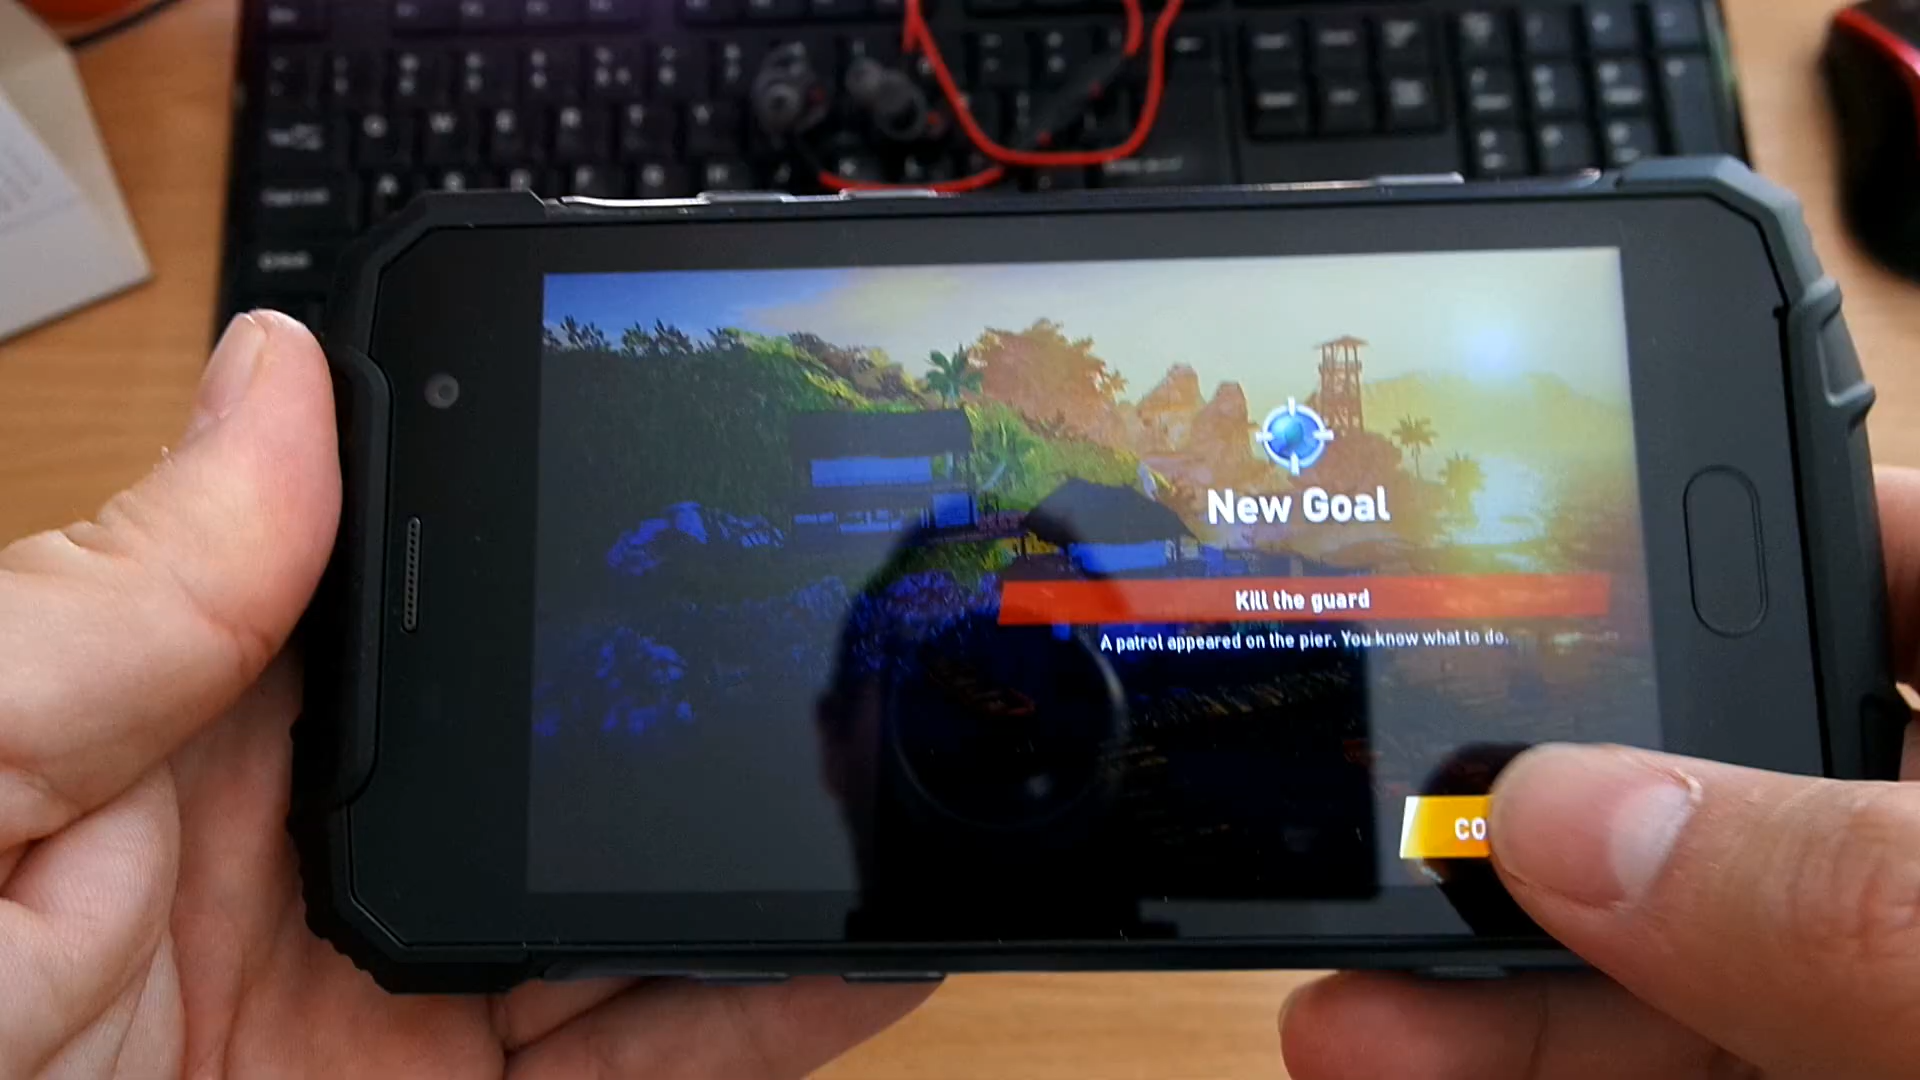 New Goal
Kill the guard
A patrol appeared on the pier. You know what to do.
CO